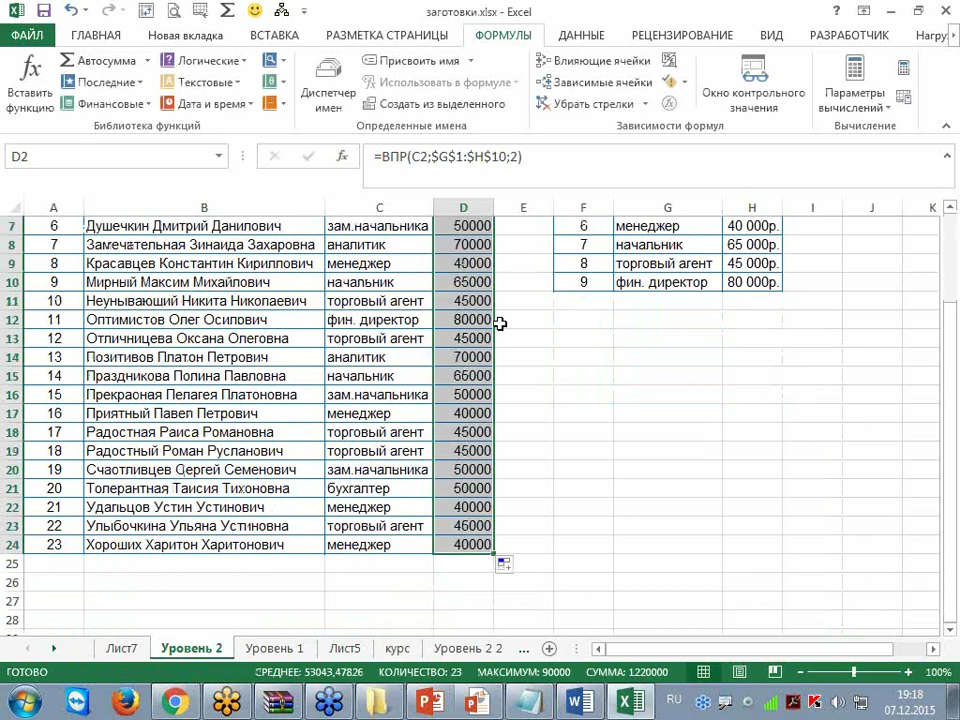 заготовки.xlsx - Excel
ФАЙЛ ГЛАВНАЯ Новая вкладка ВСТАВКА РАЗМЕТКА СТРАНИЦЫ ФОРМУЛЫ ДАННЫЕ РЕЦЕНЗИРОВАНИЕ ВИД РАЗРАБОТЧИК Нагру
fx Вставить функцию
Σ Автосумма Логические
Последние Текстовые
Финансовые Дата и время
Библиотека функций
Диспетчер имен
Присвоить имя
Использовать в формуле
Создать из выделенного
Определенные имена
Влияющие ячейки
Зависимые ячейки
Убрать стрелки
Окно контрольного значения
Зависимости формул
Параметры вычислений
Вычисление
D2 fx =ВПР(C2;$G$1:$H$10;2)
A B C D E F G H I J K
7 6 Душечкин Дмитрий Данилович зам.начальника 50000 6 менеджер 40 000р.
8 7 Замечательная Зинаида Захаровна аналитик 70000 7 начальник 65 000р.
9 8 Красавцев Константин Кириллович менеджер 40000 8 торговый агент 45 000р.
10 9 Мирный Максим Михайлович начальник 65000 9 фин. директор 80 000р.
11 10 Неунывающий Никита Николаевич торговый агент 45000
12 11 Оптимистов Олег Осипович фин. директор 80000
13 12 Отличницева Оксана Олеговна торговый агент 45000
14 13 Позитивов Платон Петрович аналитик 70000
15 14 Праздникова Полина Павловна начальник 65000
16 15 Прекрасная Пелагея Платоновна зам.начальника 50000
17 16 Приятный Павел Петрович менеджер 40000
18 17 Радостная Раиса Романовна торговый агент 45000
19 18 Радостный Роман Русланович торговый агент 45000
20 19 Счастливцев Сергей Семенович зам.начальника 50000
21 20 Толерантная Таисия Тихоновна бухгалтер 50000
22 21 Удальцов Устин Устинович менеджер 40000
23 22 Улыбочкина Ульяна Устиновна торговый агент 45000
24 23 Хороших Харитон Харитонович менеджер 40000
25
26
27
28
Лист7 Уровень 2 Уровень 1 Лист5 курс Уровень 2 2 ...
ГОТОВО СРЕДНЕЕ: 53043,47826 КОЛИЧЕСТВО: 23 МАКСИМУМ: 90000 СУММА: 1220000 100%
RU 19:18
07.12.2015